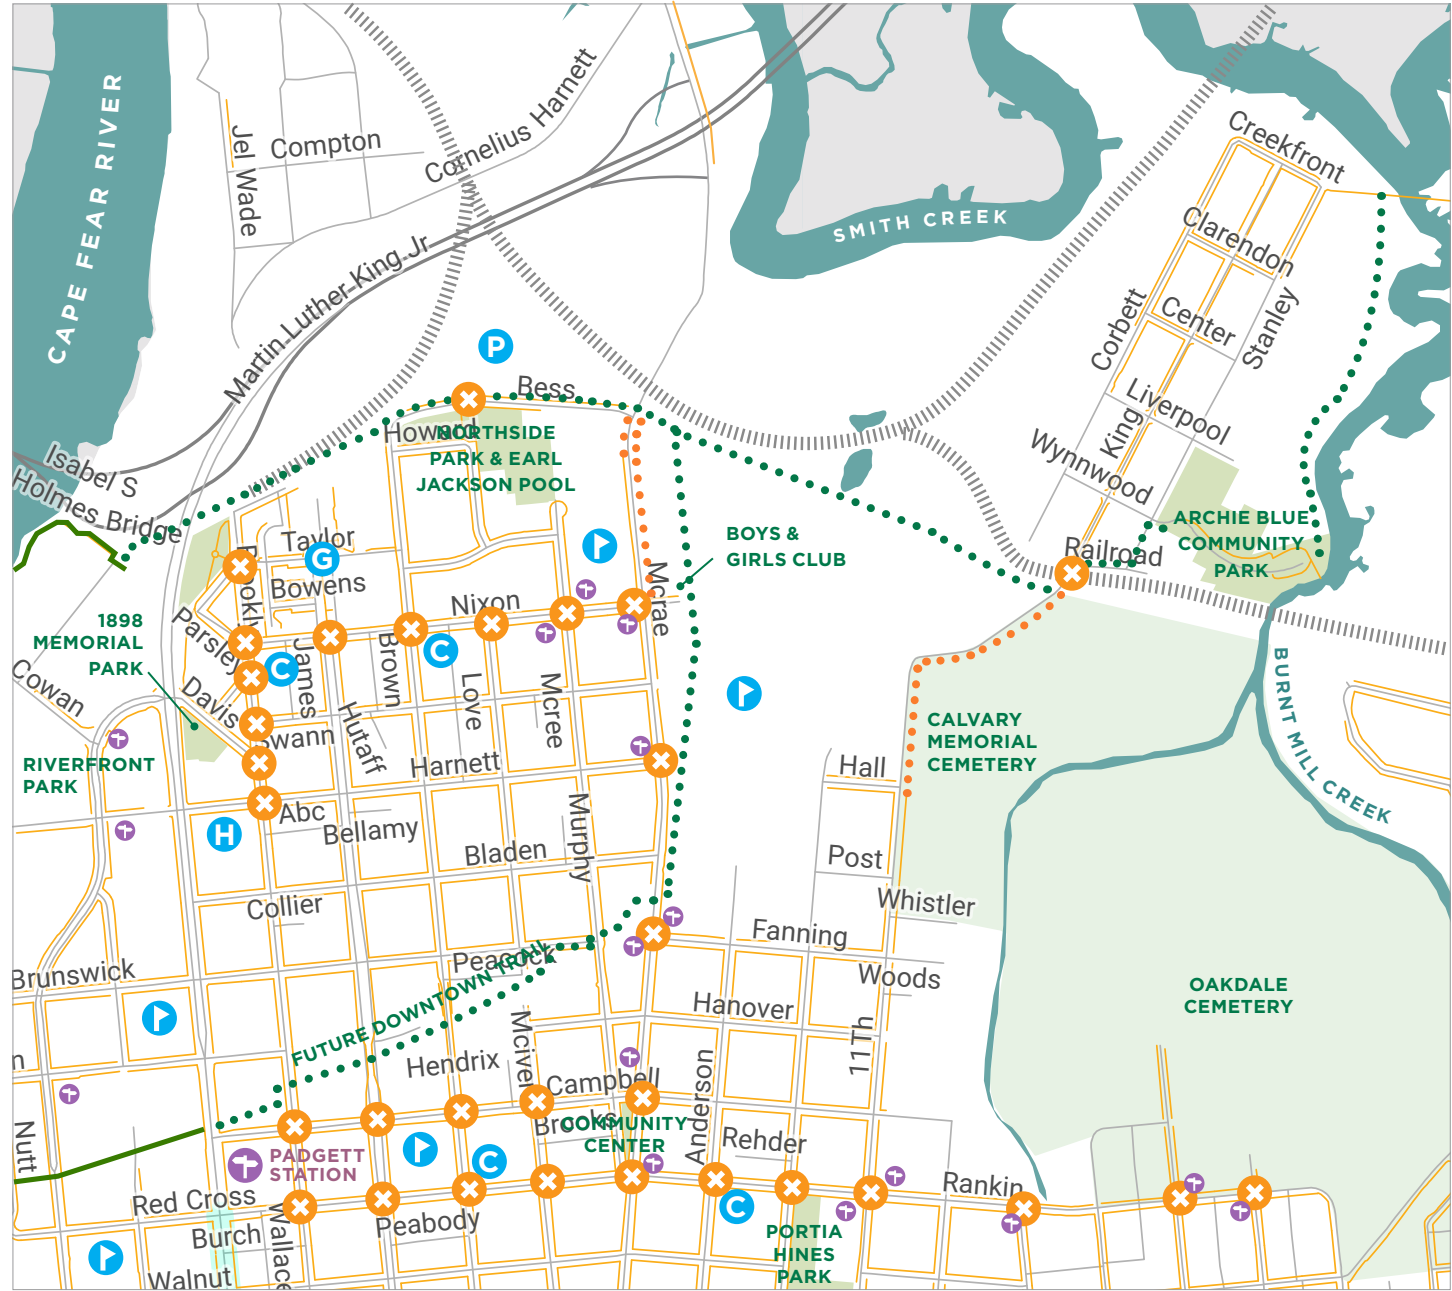 Creekfront
Cornelius Harnett
Compton
Jel Wade
CAPE FEAR RIVER
SMITH CREEK
Clarendon
Martin Luther King Jr
Corbett
Center
Stanley
P
Bess
Liverpool
King
Howard
NORTHSIDE
PARK & EARL
JACKSON POOL
Wynnwood
Isabel S
Holmes Bridge
ARCHIE BLUE
COMMUNITY
PARK
BOYS &
GIRLS CLUB
Taylor
G
Railroad
Bowens
Nixon
Mcrae
1898
MEMORIAL
PARK
Parsley
C
James
Brown
C
Cowan
Davis
Love
Mcree
BURNT MILL CREEK
Swann
Hutaff
CALVARY
MEMORIAL
CEMETERY
RIVERFRONT
PARK
Harnett
Hall
Abc
H
Bellamy
Murphy
Bladen
Post
Collier
Whistler
Fanning
Peacock
Brunswick
Woods
FUTURE DOWNTOWN TRAIL
OAKDALE
CEMETERY
Hanover
11Th
Mciver
Hendrix
n
Campbell
Anderson
Brooks
COMMUNITY
CENTER
Rehder
Nutt
PADGETT
STATION
C
Rankin
Red Cross
C
Wallace
Peabody
Burch
PORTIA
HINES
PARK
Walnut